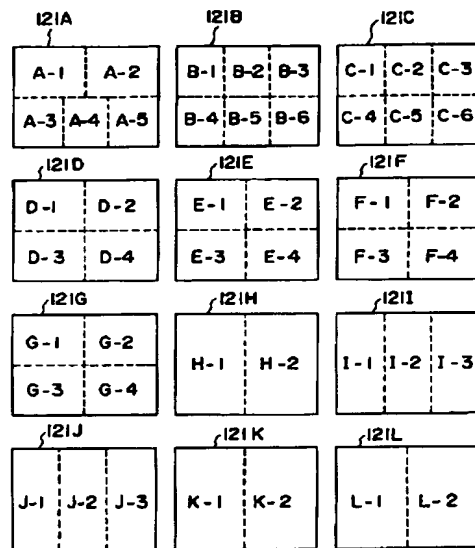 121A 121B 121C
A-1 A-2 B-1 B-2 B-3 C-1 C-2 C-3
A-3 A-4 A-5 B-4 B-5 B-6 C-4 C-5 C-6
121D 121E 121F
D-1 D-2 E-1 E-2 F-1 F-2
D-3 D-4 E-3 E-4 F-3 F-4
121G 121H 121I
G-1 G-2
H-1 H-2 I-1 I-2 I-3
G-3 G-4
121J 121K 121L
J-1 J-2 J-3 K-1 K-2 L-1 L-2